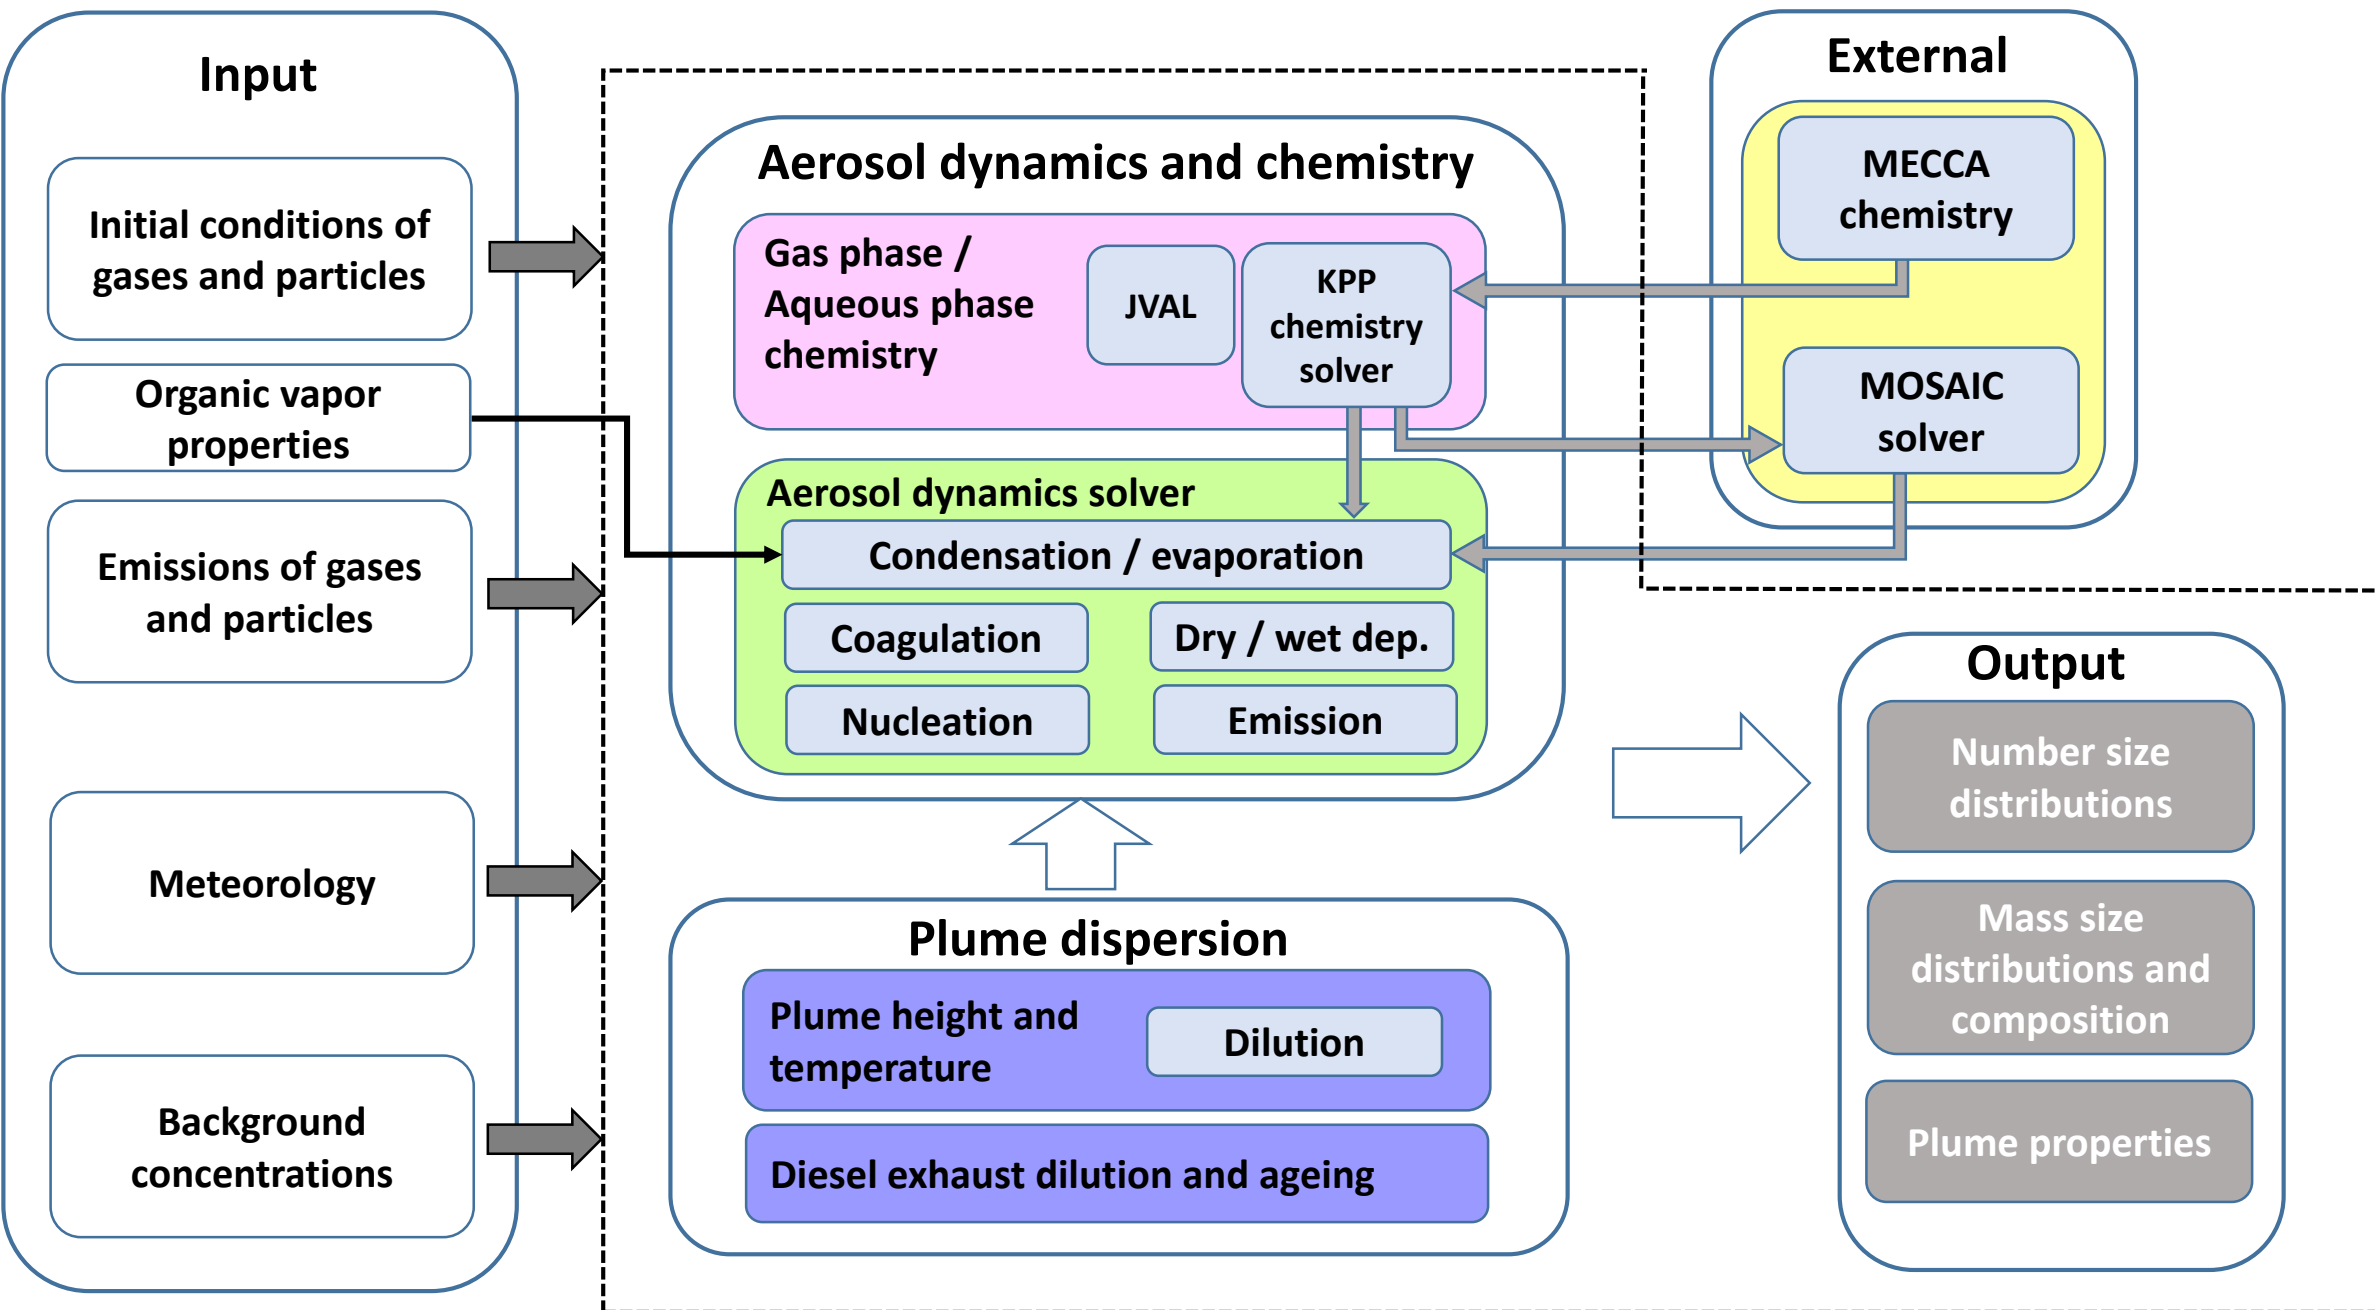 Input
Initial conditions of
gases and particles
Organic vapor
properties
Emissions of gases
and particles
Meteorology
Background
concentrations
Aerosol dynamics and chemistry
Gas phase /
Aqueous phase
chemistry
JVAL
KPP
chemistry
solver
Aerosol dynamics solver
Condensation / evaporation
Coagulation
Dry / wet dep.
Nucleation
Emission
Plume dispersion
Plume height and
temperature
Dilution
Diesel exhaust dilution and ageing
External
MECCA
chemistry
MOSAIC
solver
Output
Number size
distributions
Mass size
distributions and
composition
Plume properties